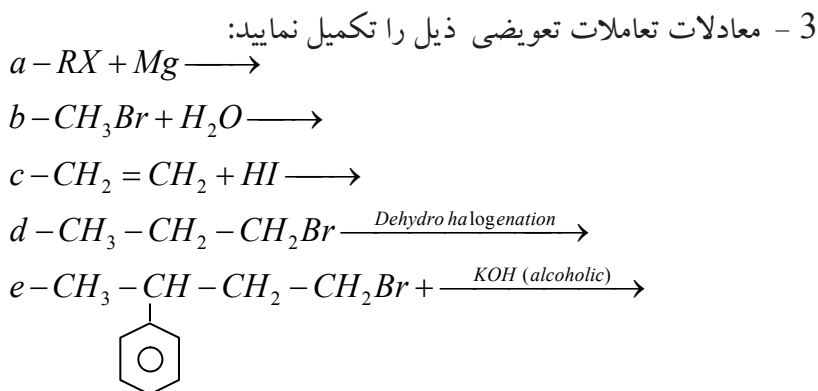 3 - معادلات تعاملات تعویضی ذیل را تکمیل نمایید:
a – RX + Mg ⟶
b – CH₃Br + H₂O ⟶
c – CH₂ = CH₂ + HI ⟶
d – CH₃ – CH₂ – CH₂Br Dehydro halogenation ⟶
e – CH₃ – CH – CH₂ – CH₂Br + KOH (alcoholic) ⟶